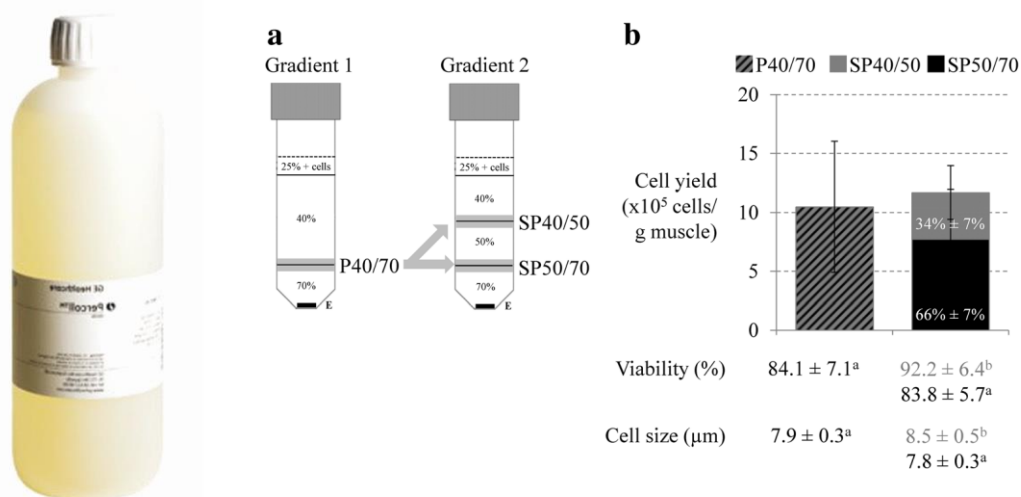 GE Healthcare
Percoll™
a
Gradient 1
Gradient 2
25% + cells
40%
P40/70
70%
E
25% + cells
40%
SP40/50
50%
SP50/70
70%
E
b
P40/70 SP40/50 SP50/70
20
15
10
5
0
Cell yield
(x10⁵ cells/
g muscle)
34% ± 7%
66% ± 7%
Viability (%) 84.1 ± 7.1ᵃ 92.2 ± 6.4ᵇ
83.8 ± 5.7ᵃ
Cell size (µm) 7.9 ± 0.3ᵃ 8.5 ± 0.5ᵇ
7.8 ± 0.3ᵃ